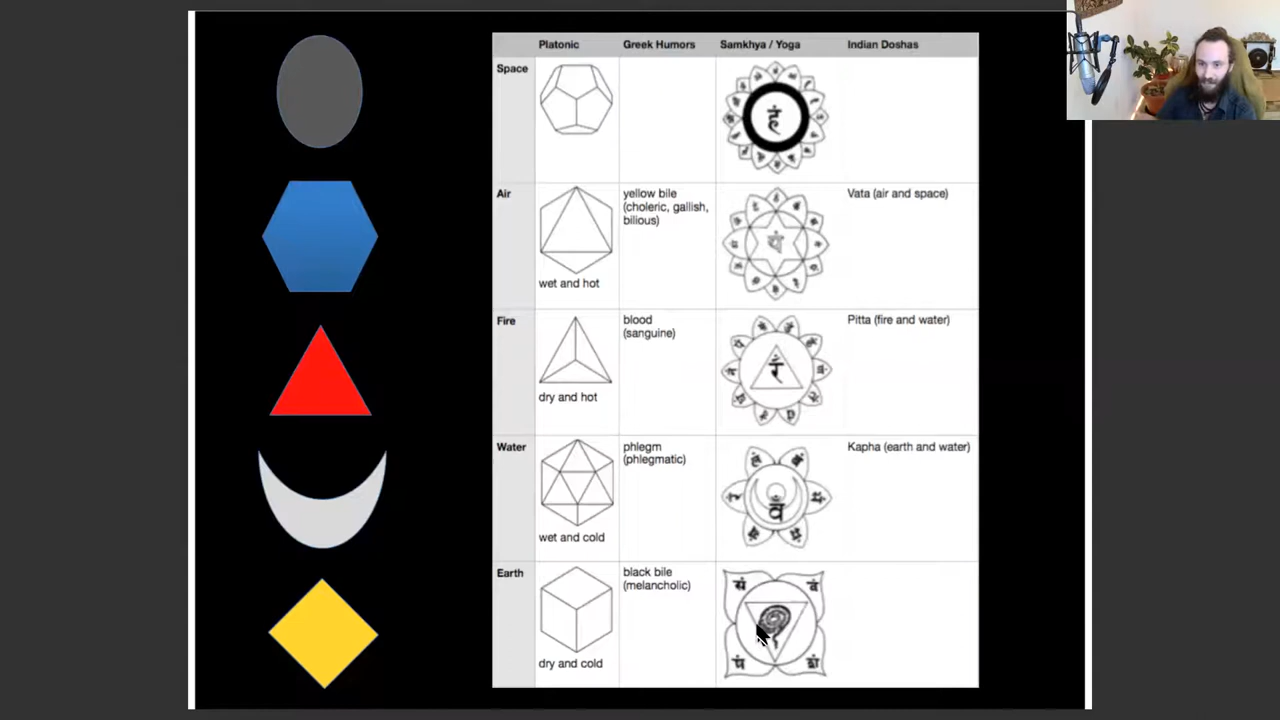 Platonic Greek Humors Samkhya / Yoga Indian Doshas
Space
हं
Air
yellow bile
(choleric, gallish,
bilious)
Vata (air and space)
यं
wet and hot
Fire
blood
(sanguine)
Pitta (fire and water)
रं
dry and hot
Water
phlegm
(phlegmatic)
Kapha (earth and water)
वं
wet and cold
Earth
black bile
(melancholic)
सं वं
षं शं
dry and cold